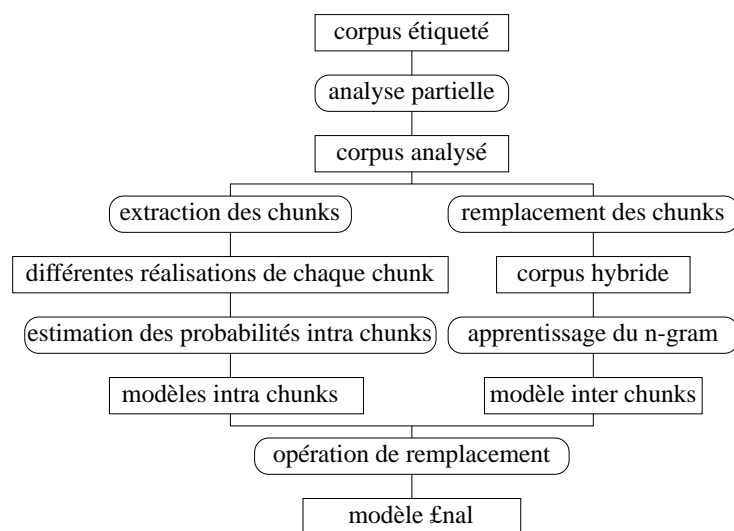 corpus étiqueté
analyse partielle
corpus analysé
extraction des chunks
remplacement des chunks
différentes réalisations de chaque chunk
corpus hybride
estimation des probabilités intra chunks
apprentissage du n-gram
modèles intra chunks
modèle inter chunks
opération de remplacement
modèle £nal